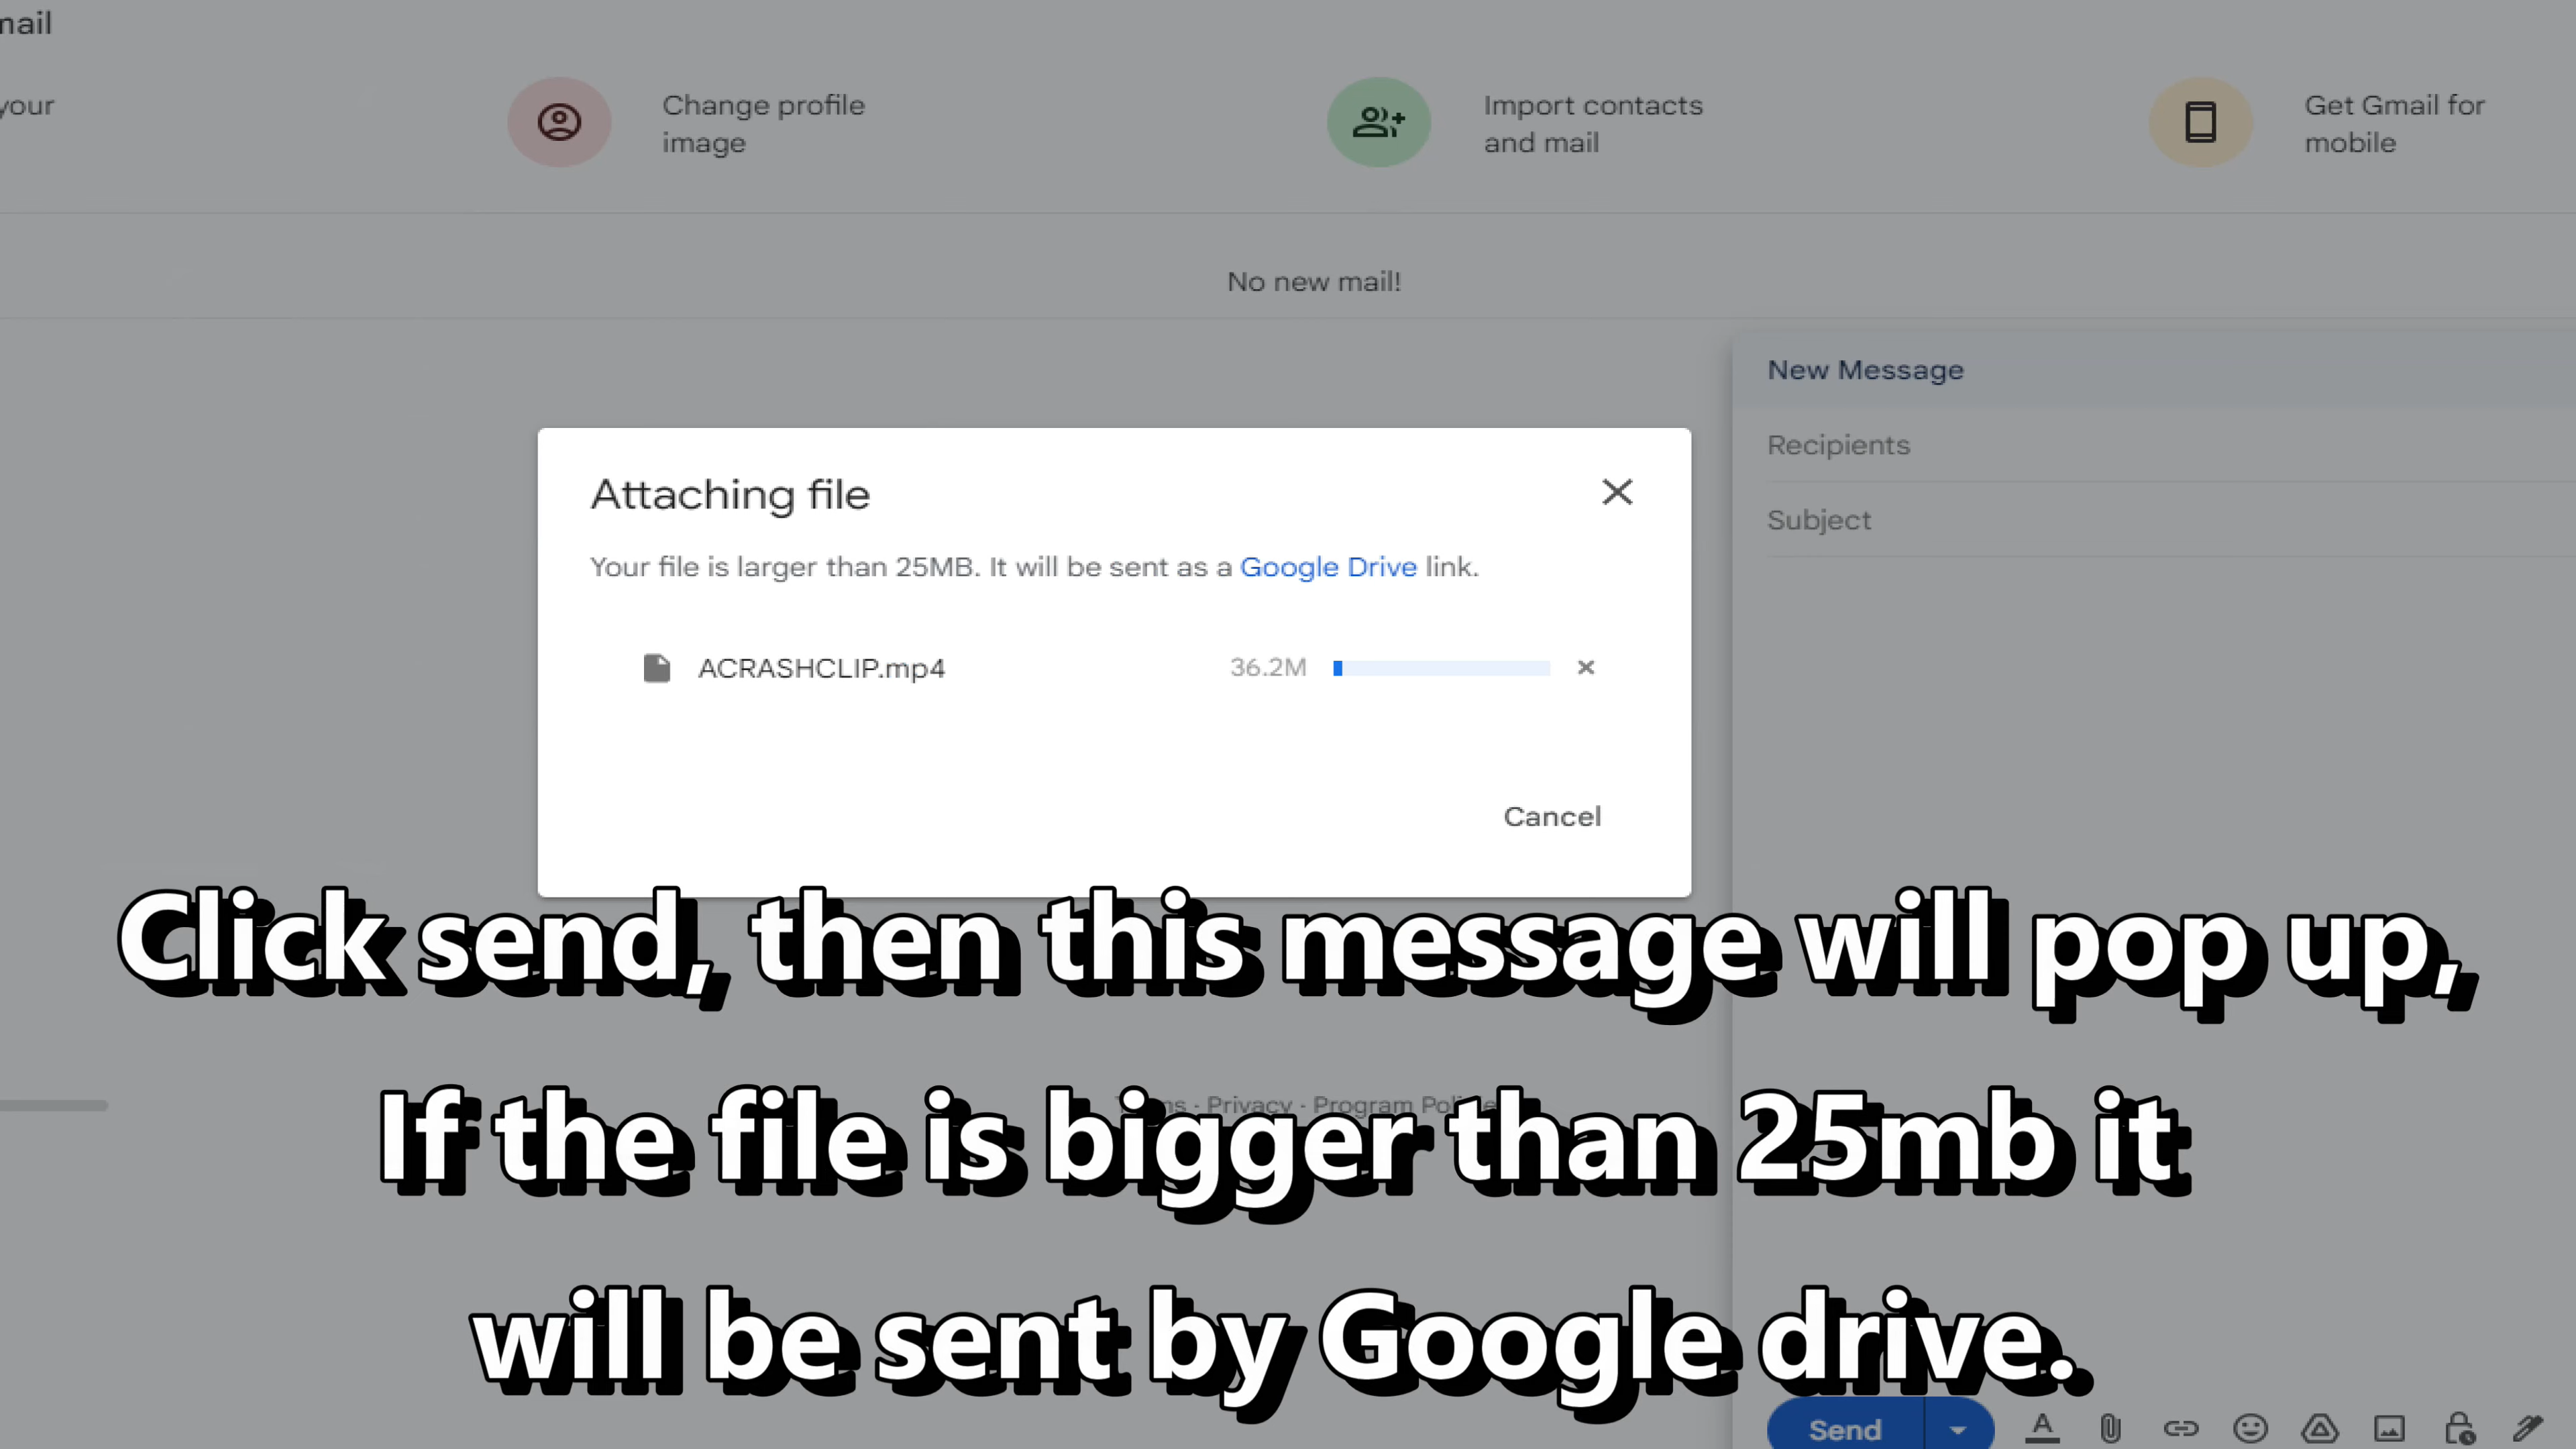 mail
your
Change profile
image
Import contacts
and mail
Get Gmail for
mobile
No new mail!
New Message
Recipients
Subject
Attaching file
Your file is larger than 25MB. It will be sent as a Google Drive link.
ACRASHCLIP.mp4 36.2M
Cancel
Click send, then this message will pop up,
Privacy · Program
If the file is bigger than 25mb it
will be sent by Google drive.
Send